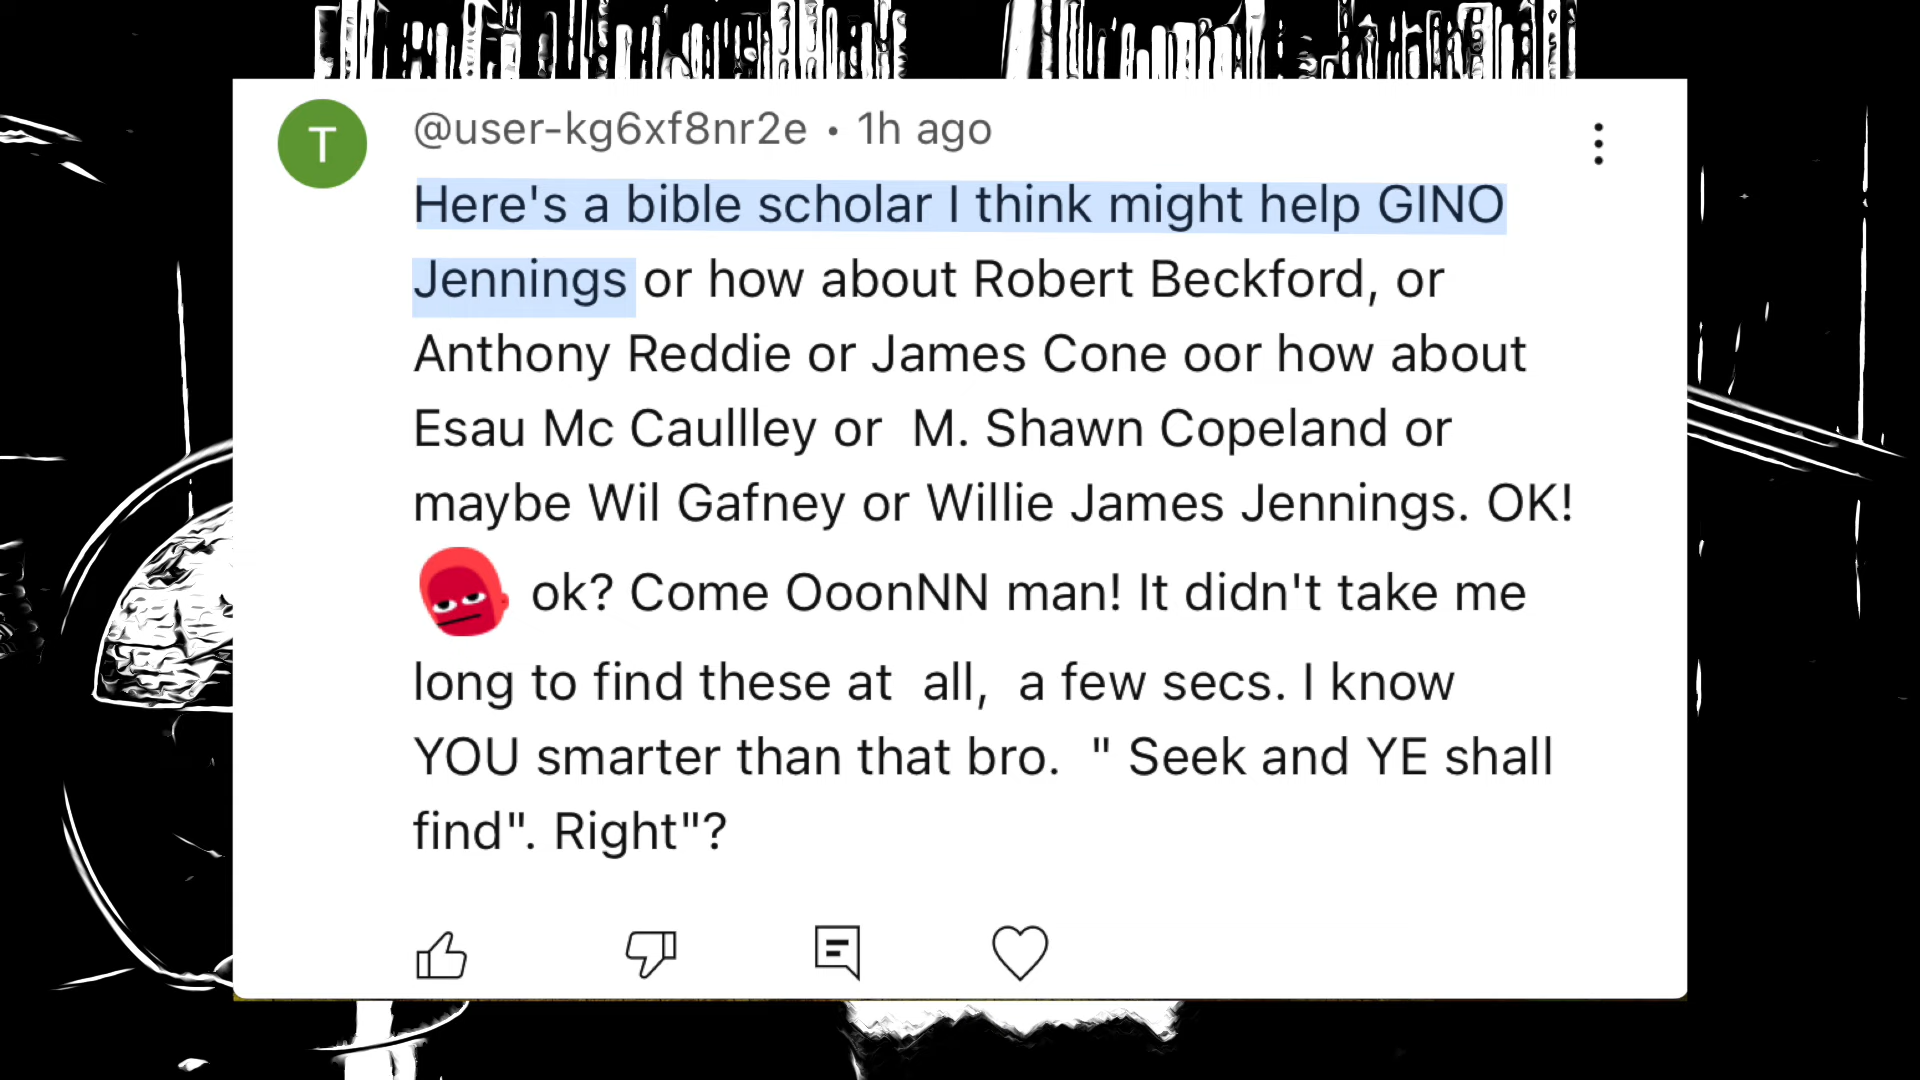 T
@user-kg6xf8nr2e • 1h ago
Here's a bible scholar I think might help GINO
Jennings or how about Robert Beckford, or
Anthony Reddie or James Cone oor how about
Esau Mc Caullley or  M. Shawn Copeland or
maybe Wil Gafney or Willie James Jennings. OK!
ok? Come OoonNN man! It didn't take me
long to find these at  all,  a few secs. I know
YOU smarter than that bro.  " Seek and YE shall
find". Right"?